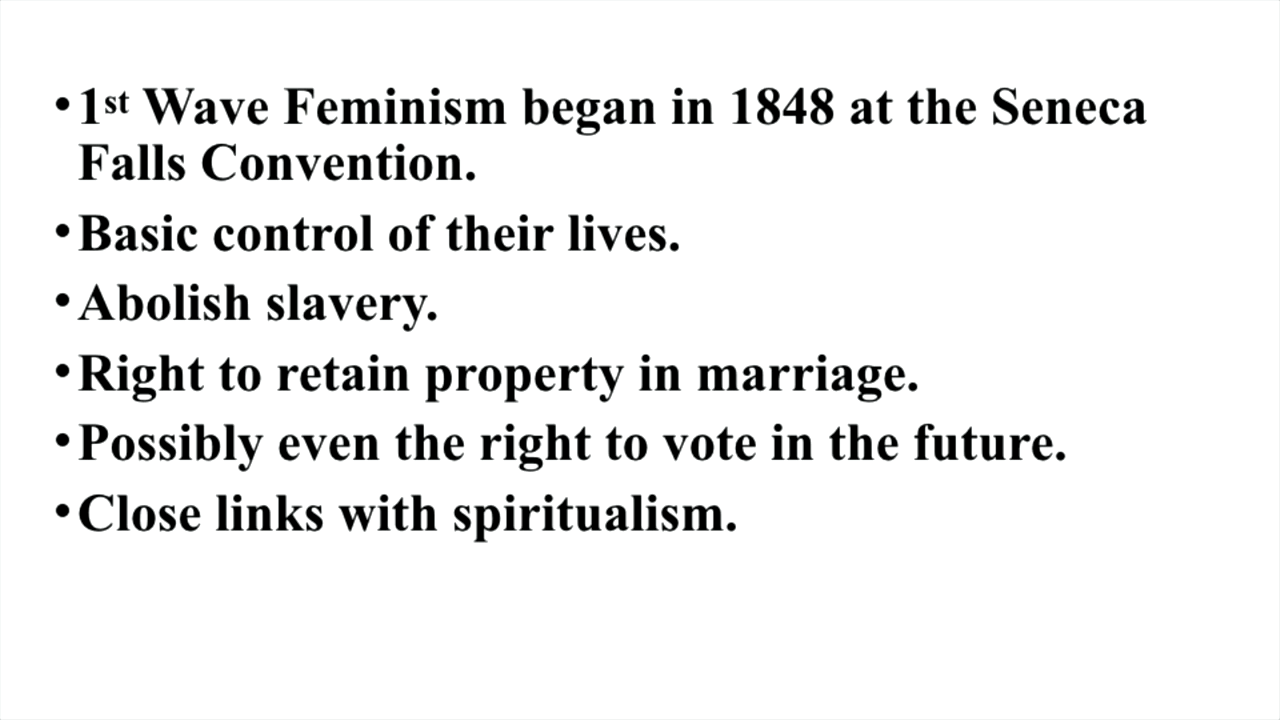 • 1st Wave Feminism began in 1848 at the Seneca
Falls Convention.
• Basic control of their lives.
• Abolish slavery.
• Right to retain property in marriage.
• Possibly even the right to vote in the future.
• Close links with spiritualism.